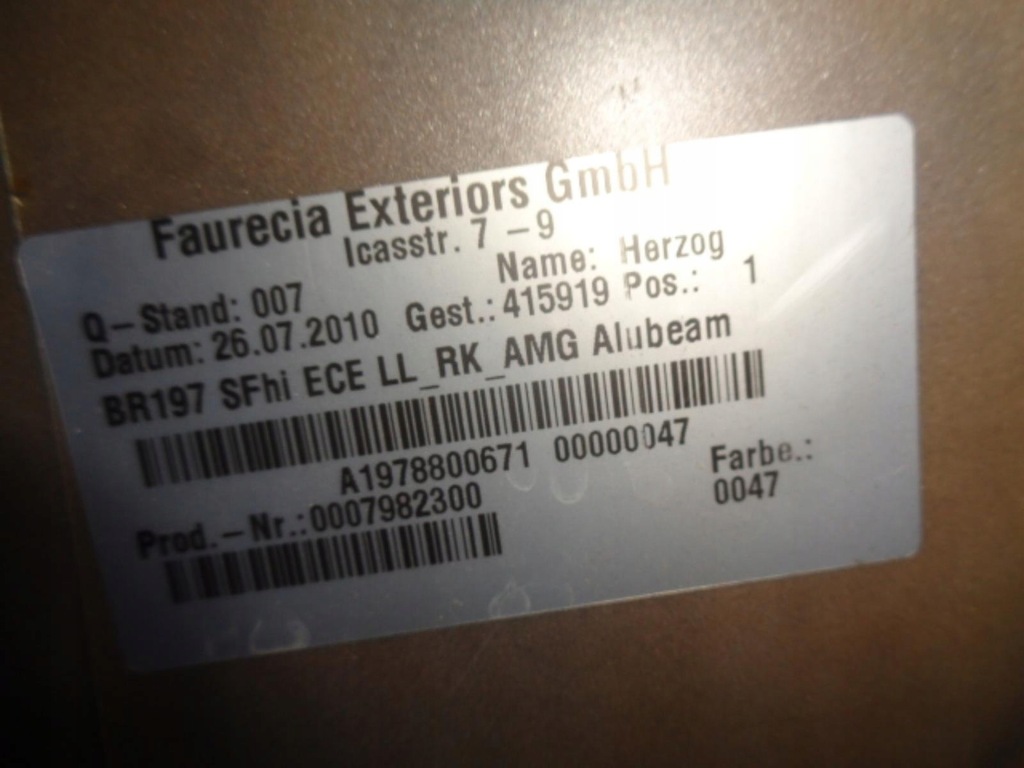 Faurecia Exteriors GmbH
Icasstr. 7 -9
Name: Herzog
Q-Stand: 007
Datum: 26.07.2010 Gest.: 415919 Pos.: 1
BR197 SFhi ECE LL_RK_AMG Alubeam
A1978800671 00000047
Farbe.:
Prod.-Nr.:0007982300
0047